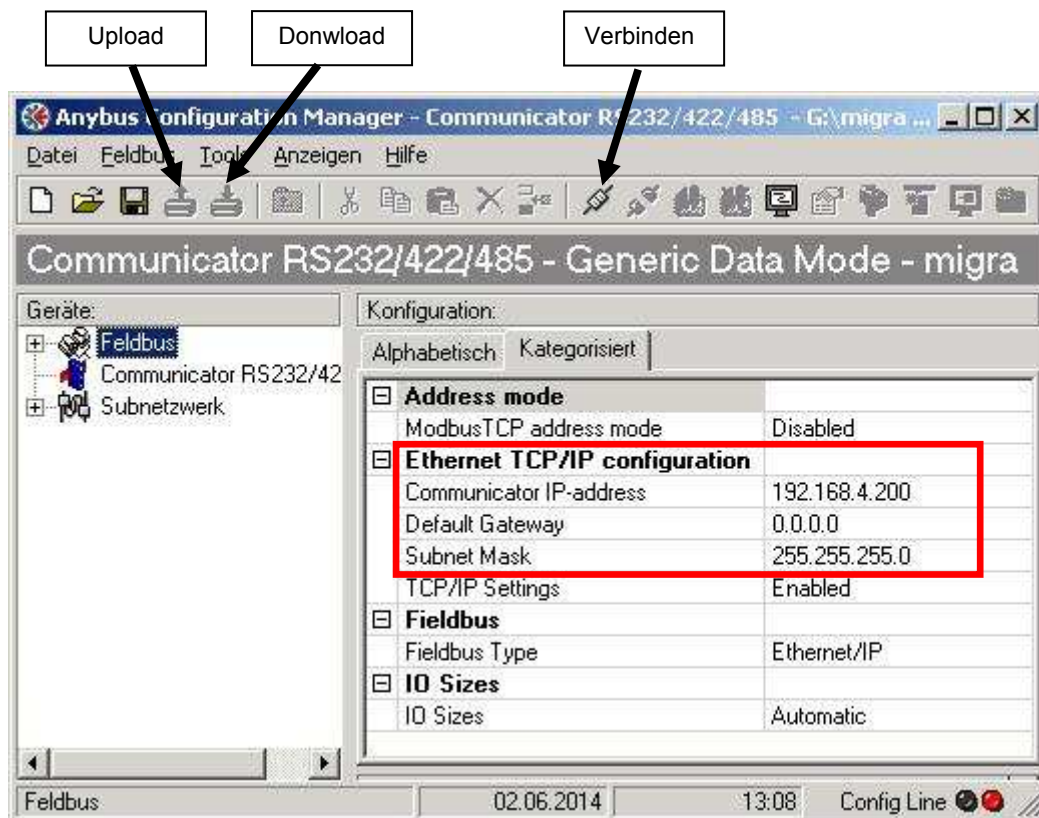 Upload Donwload Verbinden
Anybus Configuration Manager - Communicator RS232/422/485 - G:\migra ...
Datei Feldbus Tools Anzeigen Hilfe
Communicator RS232/422/485 - Generic Data Mode - migra
Geräte:
Feldbus
Communicator RS232/42
Subnetzwerk
Konfiguration:
Alphabetisch Kategorisiert
Address mode
ModbusTCP address mode Disabled
Ethernet TCP/IP configuration
Communicator IP-address 192.168.4.200
Default Gateway 0.0.0.0
Subnet Mask 255.255.255.0
TCP/IP Settings Enabled
Fieldbus
Fieldbus Type Ethernet/IP
IO Sizes
IO Sizes Automatic
Feldbus 02.06.2014 13:08 Config Line